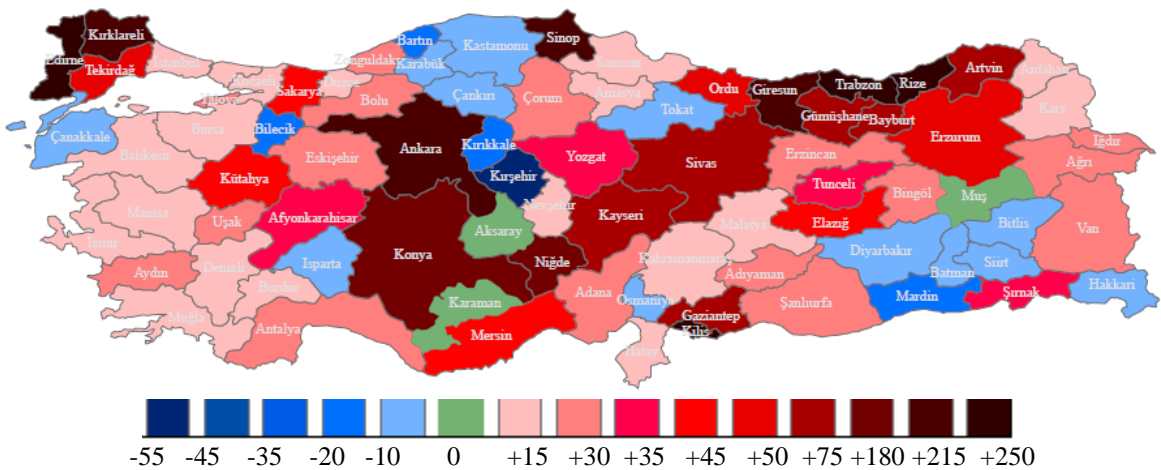 Kırklareli
Edirne
Tekirdağ
İstanbul
Kocaeli
Yalova
Sakarya
Düzce
Zonguldak
Bartın
Karabük
Kastamonu
Sinop
Samsun
Bolu
Çankırı
Çorum
Amasya
Tokat
Ordu
Giresun
Trabzon
Rize
Artvin
Ardahan
Kars
Gümüşhane
Bayburt
Erzurum
Iğdır
Ağrı
Çanakkale
Balıkesir
Bursa
Bilecik
Eskişehir
Ankara
Kırıkkale
Kırşehir
Yozgat
Sivas
Erzincan
Tunceli
Bingöl
Muş
Kütahya
Manisa
Uşak
Afyonkarahisar
Nevşehir
Kayseri
Malatya
Elazığ
Bitlis
Van
İzmir
Aydın
Denizli
Isparta
Burdur
Konya
Aksaray
Niğde
Kahramanmaraş
Adıyaman
Diyarbakır
Batman
Siirt
Hakkari
Muğla
Antalya
Karaman
Mersin
Adana
Osmaniye
Gaziantep
Kilis
Hatay
Şanlıurfa
Mardin
Şırnak
-55 -45 -35 -20 -10 0 +15 +30 +35 +45 +50 +75 +180 +215 +250